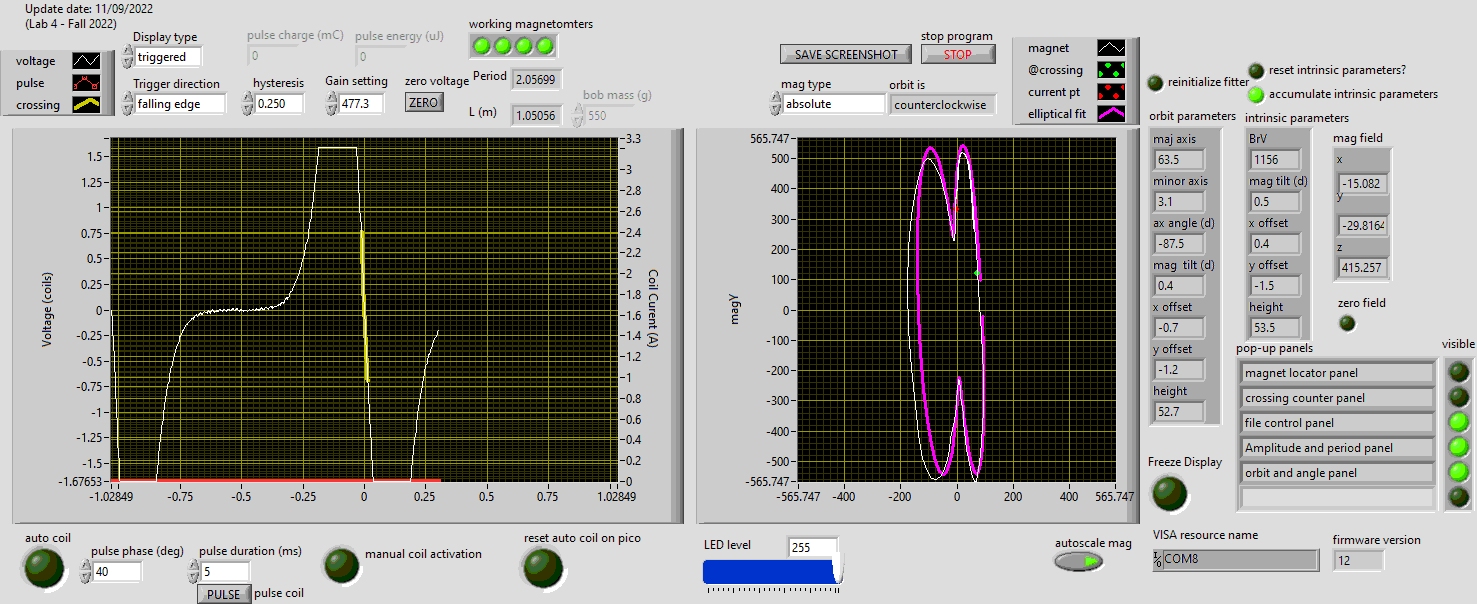 Update date: 11/09/2022
(Lab 4 - Fall 2022)
voltage
pulse
crossing
Display type
triggered
Trigger direction
falling edge
pulse charge (mC)
0
pulse energy (uJ)
0
hysteresis
0.250
Gain setting
477.3
zero voltage
ZERO
working magnetomters
Period
2.05699
L (m)
1.05056
bob mass (g)
550
SAVE SCREENSHOT
stop program
STOP
mag type
absolute
orbit is
counterclockwise
magnet
@crossing
current pt
elliptical fit
reinitialize fitter
reset intrinsic parameters?
accumulate intrinsic parameters
Voltage (coils)
1.5
1.25
1
0.75
0.5
0.25
0
-0.25
-0.5
-0.75
-1
-1.25
-1.5
-1.67653
-1.02849
-0.75
-0.5
-0.25
0
0.25
0.5
0.75
1.02849
3.3
3
2.8
2.6
2.4
2.2
2
1.8
1.6
1.4
1.2
1
0.8
0.6
0.4
0.2
0
Coil Curent (A)
magy
565.747
500
400
300
200
100
0
-100
-200
-300
-400
-500
-565.747
-565.747
-400
-200
0
200
400
565.747
orbit parameters
maj axis
63.5
minor axis
3.1
ax angle (d)
-87.5
mag tilt (d)
0.4
x offset
-0.7
y offset
-1.2
height
52.7
intrinsic parameters
BrV
1156
mag tilt (d)
0.5
x offset
0.4
y offset
-1.5
height
53.5
mag field
x
-15.082
y
-29.8164
z
415.257
zero field
pop-up panels
visible
magnet locator panel
crossing counter panel
file control panel
Amplitude and period panel
orbit and angle panel
Freeze Display
auto coil
pulse phase (deg)
40
pulse duration (ms)
5
PULSE
pulse coil
manual coil activation
reset auto coil on pico
LED level
255
autoscale mag
VISA resource name
COM8
firmware version
12